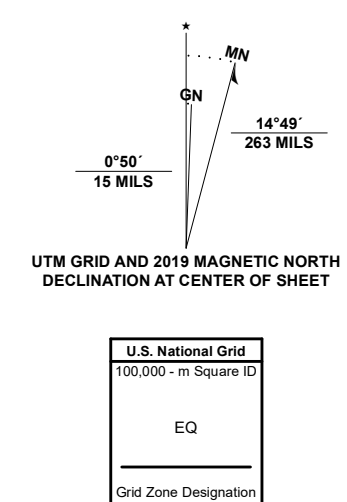 ★
MN
GN
14°49´
263 MILS
0°50´
15 MILS
UTM GRID AND 2019 MAGNETIC NORTH
DECLINATION AT CENTER OF SHEET
U.S. National Grid
100,000 - m Square ID
EQ
Grid Zone Designation